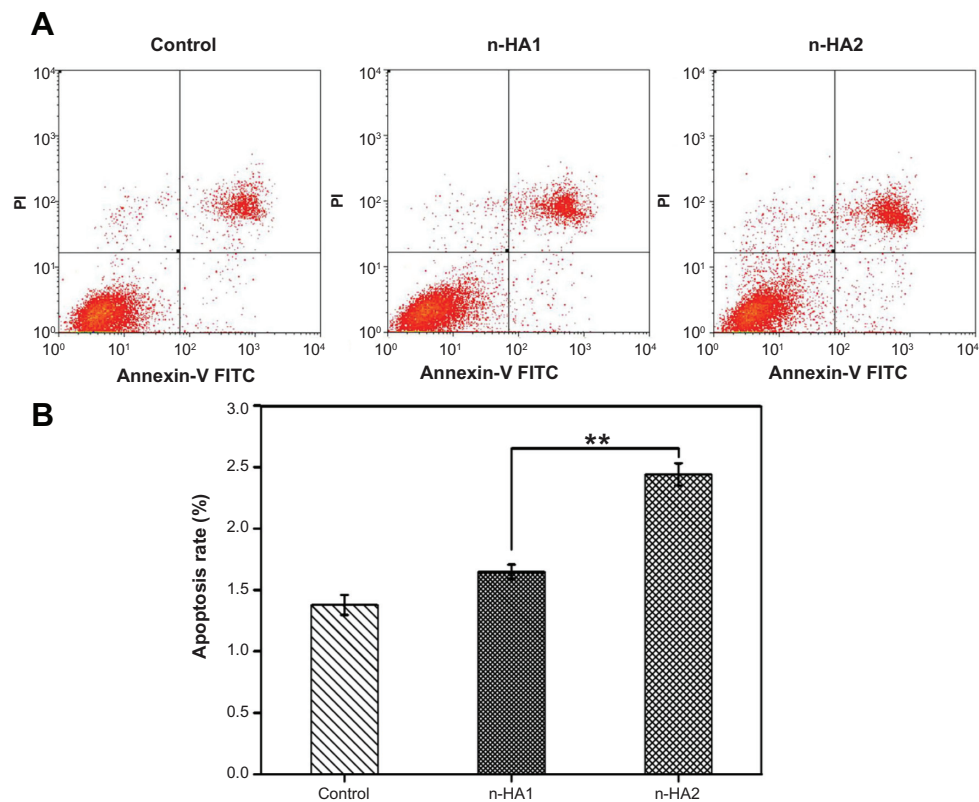 A
Control n-HA1 n-HA2
10⁴ 10⁴ 10⁴
10³ 10³ 10³
PI PI PI
10² 10² 10²
10¹ 10¹ 10¹
10⁰ 10⁰ 10⁰
10⁰ 10¹ 10² 10³ 10⁴ 10⁰ 10¹ 10² 10³ 10⁴ 10⁰ 10¹ 10² 10³ 10⁴
Annexin-V FITC Annexin-V FITC Annexin-V FITC
B
3.0
**
2.5
2.0
Apoptosis rate (%)
1.5
1.0
0.5
0.0
Control n-HA1 n-HA2